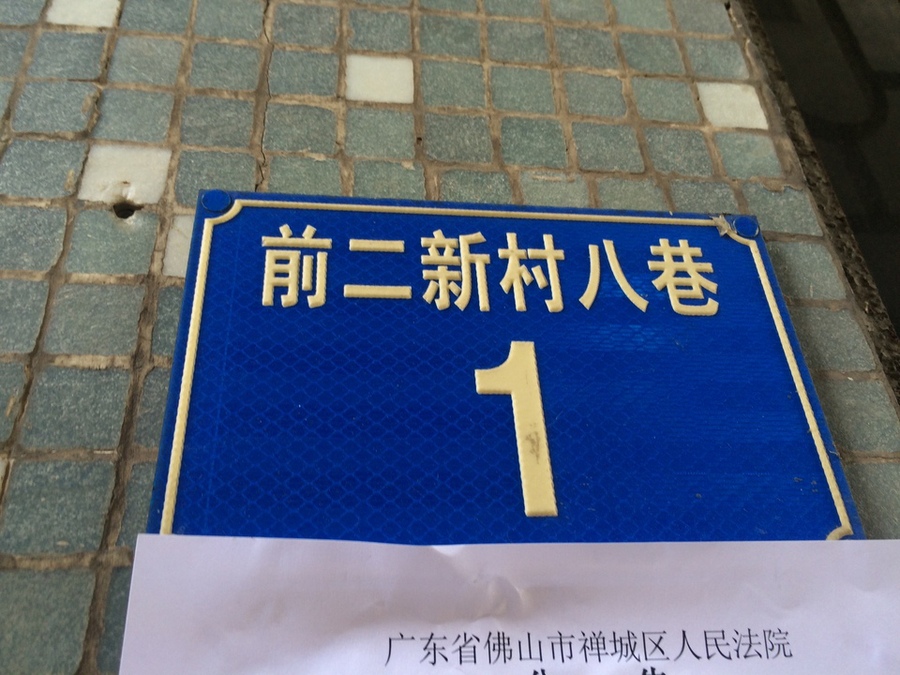 前二新村八巷
1
广东省佛山市禅城区人民法院